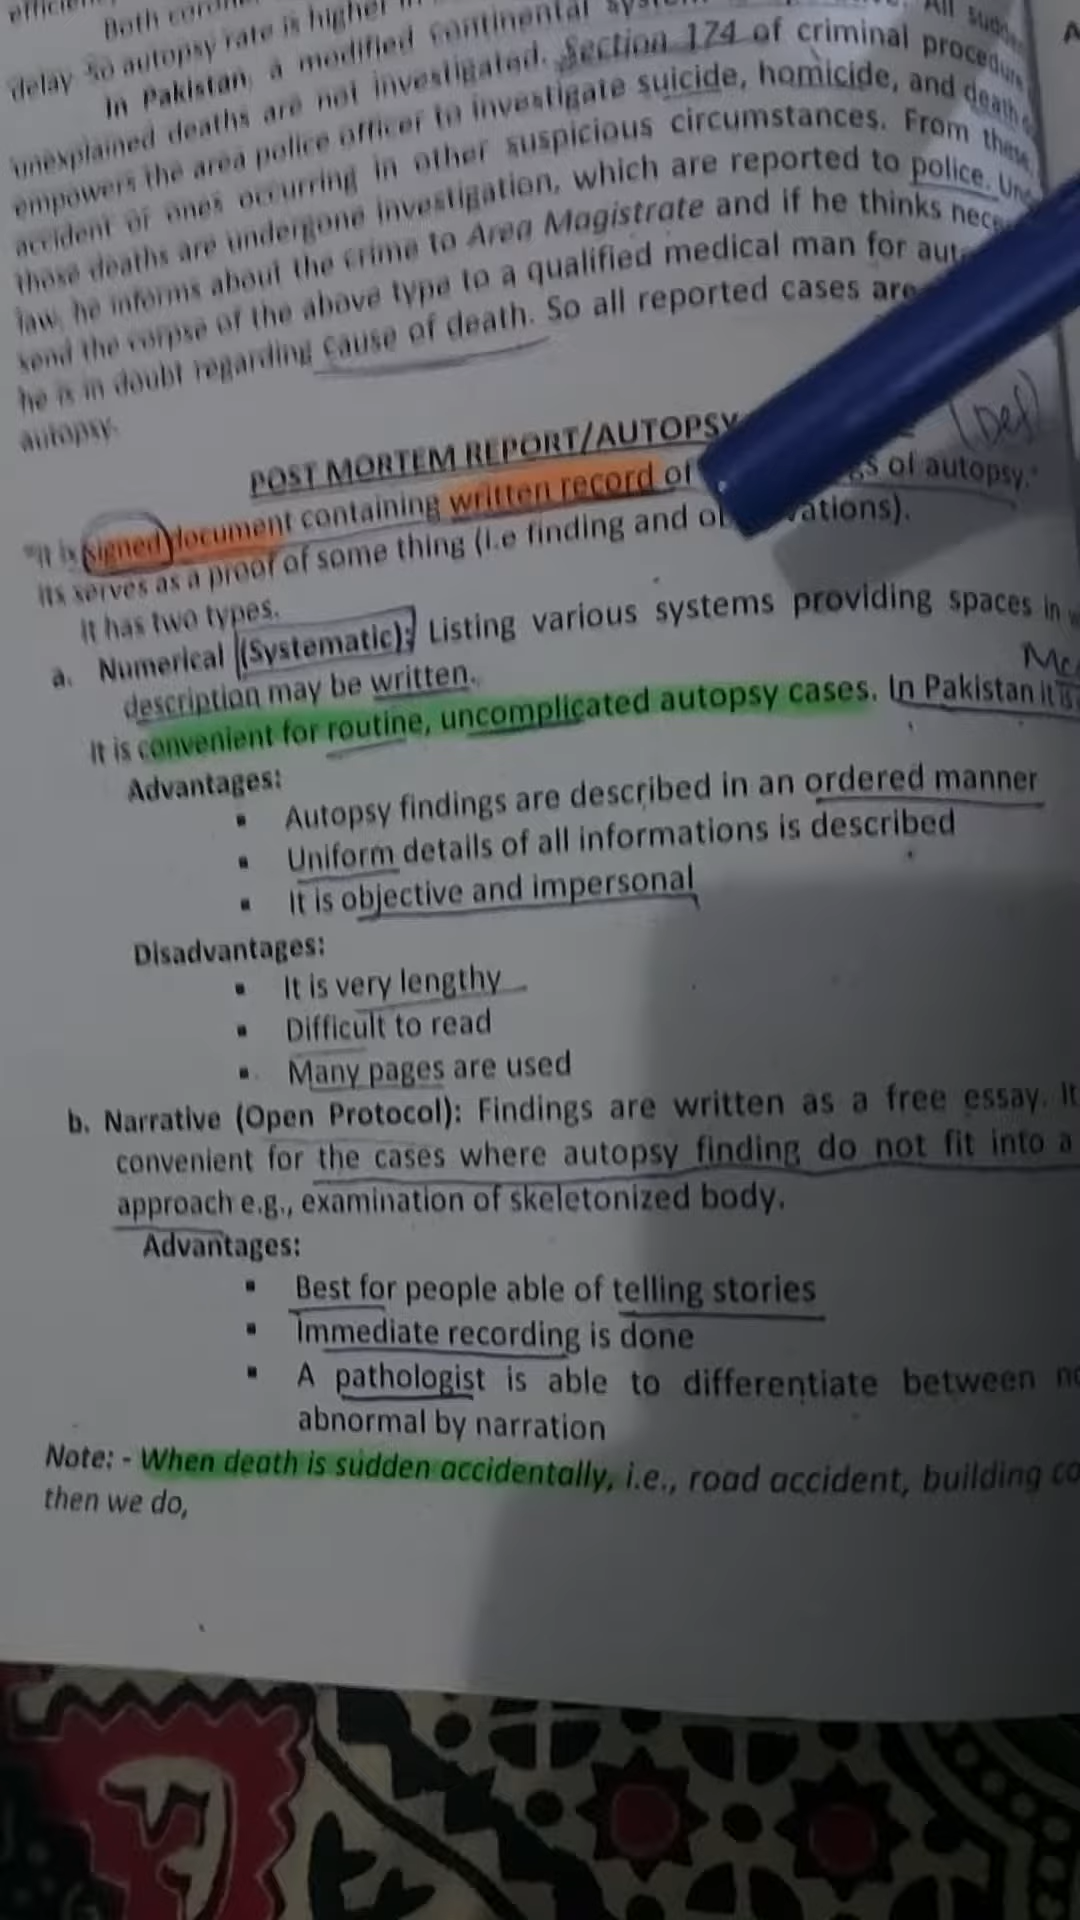 Both
delay so autopsy rate is higher
In Pakistan, a modified continental All sudden
unexplained deaths are not investigated. Section 174 of criminal procedure
empowers the area police officer to investigate suicide, homicide, and death
accident or ones occurring in other suspicious circumstances. From these,
those deaths are undergone investigation, which are reported to police.
law, he informs about the crime to Area Magistrate and if he thinks
send the corpse of the above type to a qualified medical man for
he is in doubt regarding cause of death. So all reported cases are
autopsy.
(Def)
POST MORTEM REPORT/AUTOPSY
"It is signed document containing written record of of autopsy."
its serves as a proof of some thing (i.e finding and
It has two types.
a. Numerical (Systematic): Listing various systems providing spaces in
description may be written.
It is convenient for routine, uncomplicated autopsy cases. In Pakistan it is
Advantages:
▪ Autopsy findings are described in an ordered manner
▪ Uniform details of all informations is described
▪ It is objective and impersonal
Disadvantages:
▪ It is very lengthy
▪ Difficult to read
▪ Many pages are used
b. Narrative (Open Protocol): Findings are written as a free essay. It
convenient for the cases where autopsy finding do not fit into a
approach e.g., examination of skeletonized body.
Advantages:
▪ Best for people able of telling stories
▪ Immediate recording is done
▪ A pathologist is able to differentiate between
abnormal by narration
Note: - When death is sudden accidentally, i.e., road accident, building
then we do,